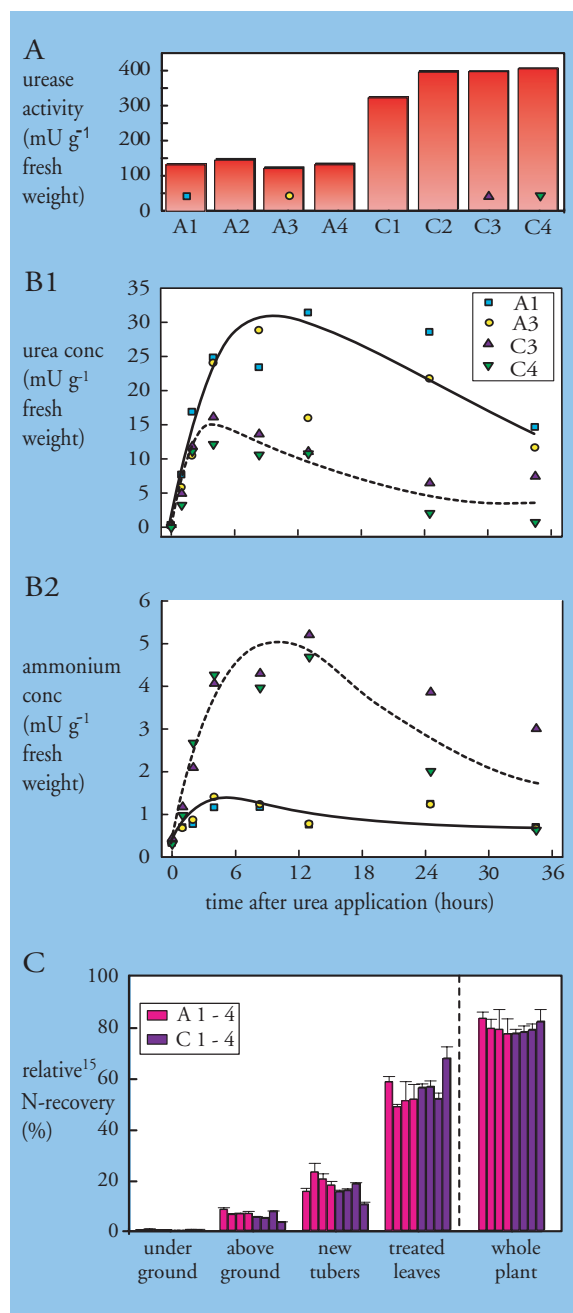 A
urease
activity
(mU g-1
fresh
weight)
400
300
200
100
0
A1 A2 A3 A4 C1 C2 C3 C4
B1
urea conc
(mU g-1
fresh
weight)
35
30
25
20
15
10
5
0
A1
A3
C3
C4
B2
ammonium
conc
(mU g-1
fresh
weight)
6
5
4
3
2
1
0
0 6 12 18 24 30 36
time after urea application (hours)
C
relative15
N-recovery
(%)
100
80
60
40
20
0
A 1 - 4
C 1 - 4
under above new treated whole
ground ground tubers leaves plant